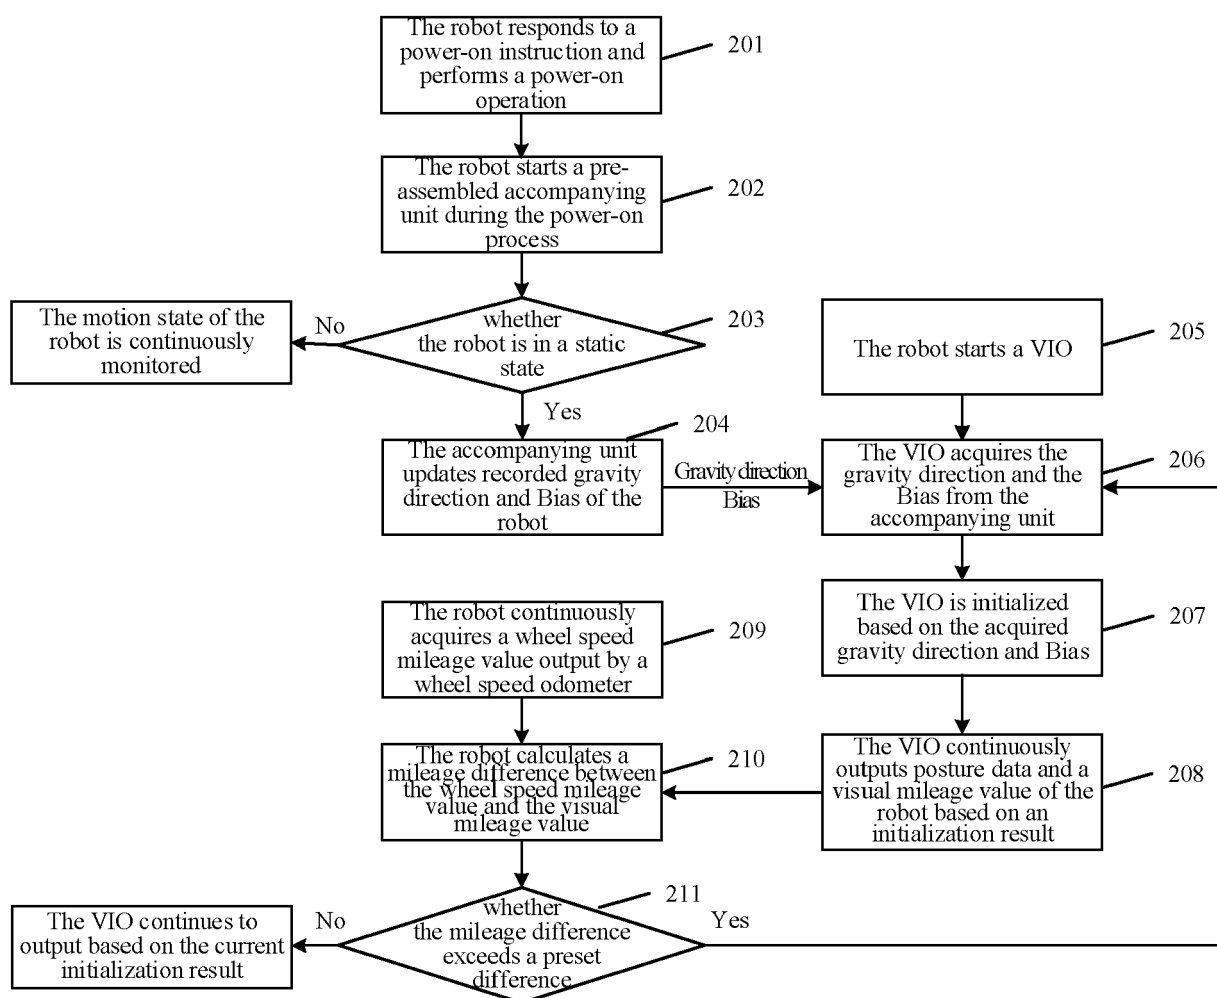 The robot responds to a
power-on instruction and
performs a power-on
operation
201
The robot starts a pre-
assembled accompanying
unit during the power-on
process
202
whether
the robot is in a static
state
203
No
The motion state of the
robot is continuously
monitored
Yes
The robot starts a VIO
205
204
The accompanying unit
updates recorded gravity
direction and Bias of the
robot
Gravity direction
Bias
The VIO acquires the
gravity direction and the
Bias from the
accompanying unit
206
The VIO is initialized
based on the acquired
gravity direction and Bias
207
The robot continuously
acquires a wheel speed
mileage value output by a
wheel speed odometer
209
The VIO continuously
outputs posture data and a
visual mileage value of the
robot based on an
initialization result
208
The robot calculates a
mileage difference between
the wheel speed mileage
value and the visual
mileage value
210
211
whether
the mileage difference
exceeds a preset
difference
Yes
No
The VIO continues to
output based on the current
initialization result